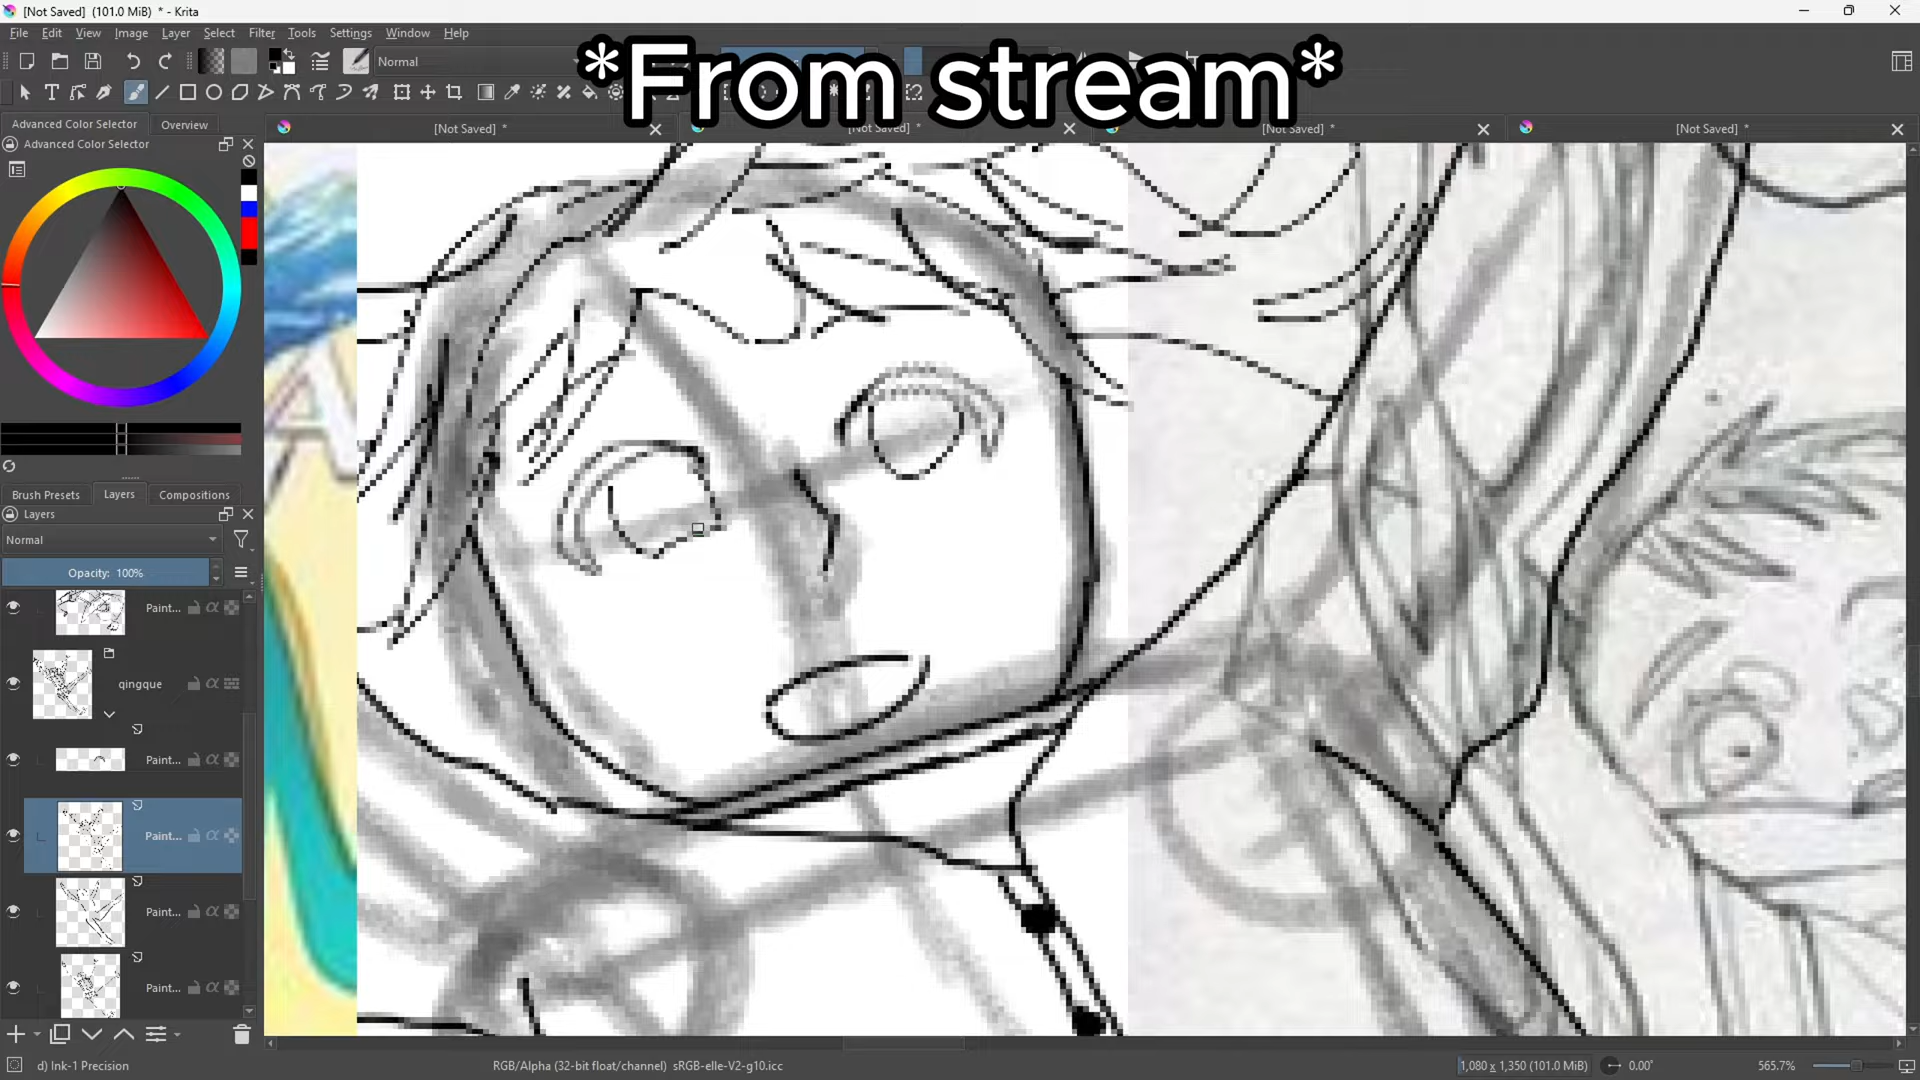 [Not Saved] (101.0 MiB) * - Krita
File Edit View Image Layer Select Filter Tools Settings Window Help
Normal
*From stream*
Advanced Color Selector Overview
[Not Saved] *
[Not Saved] *
[Not Saved] *
[Not Saved] *
Advanced Color Selector
Brush Presets Layers Compositions
Layers
Normal
Opacity: 100%
Paint...
qingque
Paint...
Paint...
Paint...
Paint...
d) Ink-1 Precision
RGB/Alpha (32-bit float/channel) sRGB-elle-V2-g10.icc
1,080 x 1,350 (101.0 MiB)
0.00°
565.7%